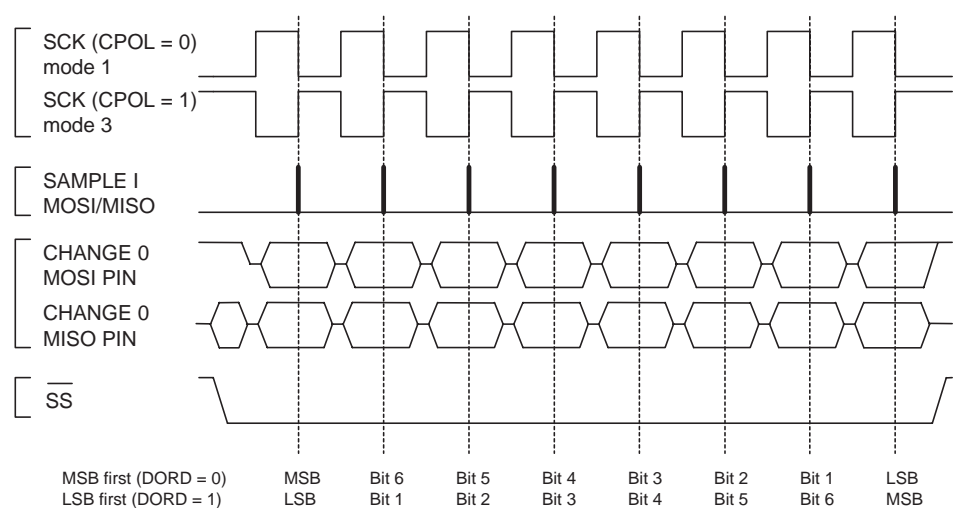 SCK (CPOL = 0)
mode 1
SCK (CPOL = 1)
mode 3
SAMPLE I
MOSI/MISO
CHANGE 0
MOSI PIN
CHANGE 0
MISO PIN
SS
MSB first (DORD = 0) MSB Bit 6 Bit 5 Bit 4 Bit 3 Bit 2 Bit 1 LSB
LSB first (DORD = 1) LSB Bit 1 Bit 2 Bit 3 Bit 4 Bit 5 Bit 6 MSB